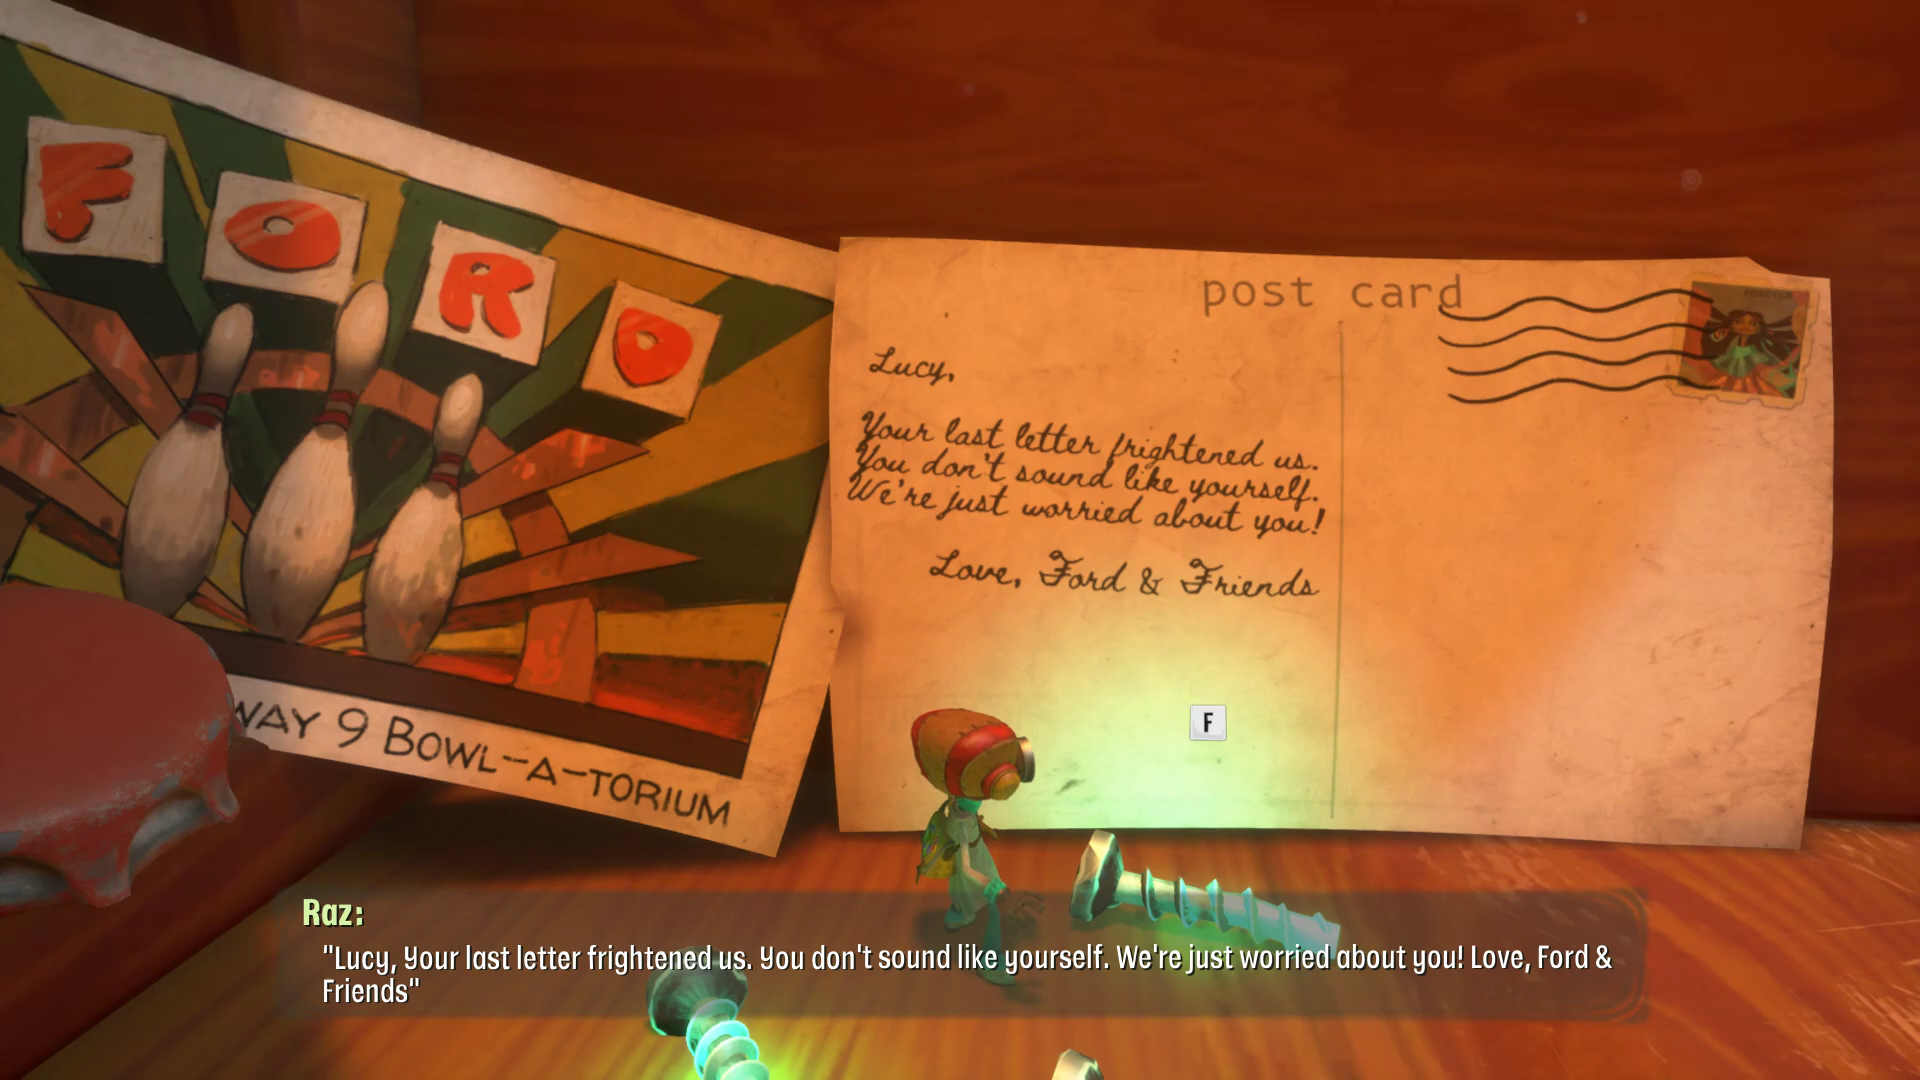 F O R D
WAY 9 BOWL-A-TORIUM
post card
Lucy,
Your last letter frightened us.
You don't sound like yourself.
We're just worried about you!
Love, Ford & Friends
F
Raz:
"Lucy, Your last letter frightened us. You don't sound like yourself. We're just worried about you! Love, Ford &
Friends"